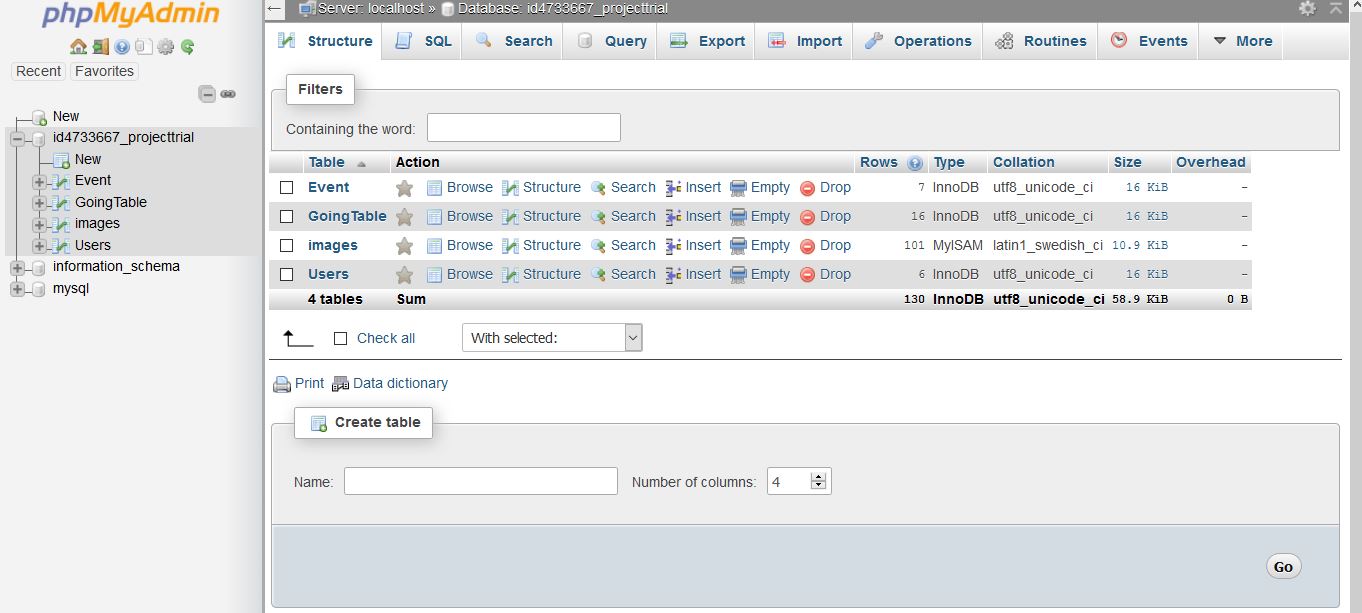 phpMyAdmin
Recent Favorites
New
id4733667_projecttrial
New
Event
GoingTable
images
Users
information_schema
mysql
Server: localhost » Database: id4733667_projecttrial
Structure SQL Search Query Export Import Operations Routines Events More
Filters
Containing the word:
Table Action Rows Type Collation Size Overhead
Event Browse Structure Search Insert Empty Drop 7 InnoDB utf8_unicode_ci 16 KiB -
GoingTable Browse Structure Search Insert Empty Drop 16 InnoDB utf8_unicode_ci 16 KiB -
images Browse Structure Search Insert Empty Drop 101 MyISAM latin1_swedish_ci 10.9 KiB -
Users Browse Structure Search Insert Empty Drop 6 InnoDB utf8_unicode_ci 16 KiB -
4 tables Sum 130 InnoDB utf8_unicode_ci 58.9 KiB 0 B
Check all With selected:
Print Data dictionary
Create table
Name: Number of columns: 4
Go